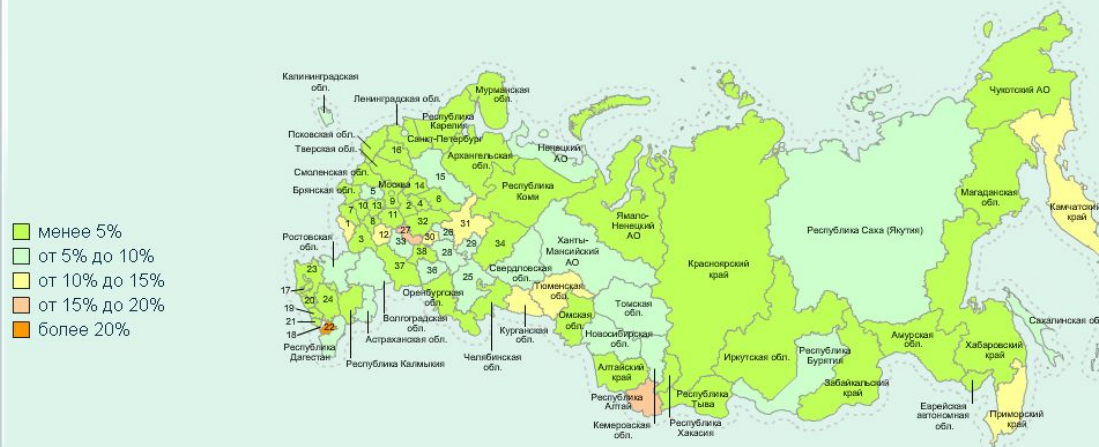 менее 5%
от 5% до 10%
от 10% до 15%
от 15% до 20%
более 20%
Калининградская
обл.
Ленинградская обл.
Мурманская
обл.
Республика
Карелия
Санкт-Петербург
Псковская обл.
Тверская обл.
Смоленская обл.
Брянская обл.
Москва
Архангельская
обл.
Ненецкий
АО
Республика
Коми
Ямало-
Ненецкий
АО
Ханты-
Мансийский
АО
Красноярский
край
Республика Саха (Якутия)
Чукотский АО
Магаданская
обл.
Камчатский
край
Сахалинская об
Ростовская
обл.
Свердловская
обл.
Тюменская
обл.
Томская
обл.
Омская
обл.
Новосибирская
обл.
Оренбургская
обл.
Волгоградская
обл.
Астраханская обл.
Республика Калмыкия
Республика
Дагестан
Челябинская
обл.
Курганская
обл.
Алтайский
край
Республика
Алтай
Кемеровская
обл.
Республика
Хакасия
Республика
Тыва
Иркутская обл.
Республика
Бурятия
Забайкальский
край
Амурская
обл.
Хабаровский
край
Еврейская
автономная
обл.
Приморский
край
16
15
14
5
7
10
13
9
2
4
6
11
8
32
1
3
12
27
33
30
31
28
29
38
28
37
36
25
34
23
17
20
24
19
21
18
22